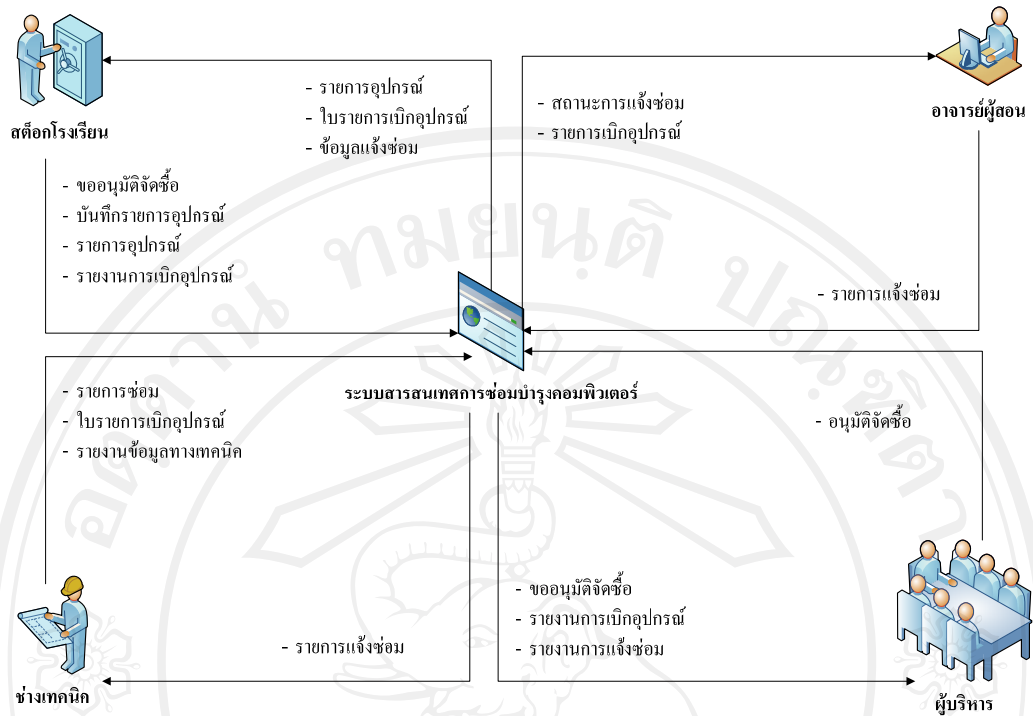 สต็อกโรงเรียน
- รายการอุปกรณ์
- ใบรายการเบิกอุปกรณ์
- ข้อมูลแจ้งซ่อม
- สถานะการแจ้งซ่อม
- รายการเบิกอุปกรณ์
อาจารย์ผู้สอน
- ขออนุมัติจัดซื้อ
- บันทึกรายการอุปกรณ์
- รายการอุปกรณ์
- รายงานการเบิกอุปกรณ์
- รายการแจ้งซ่อม
ระบบสารสนเทศการซ่อมบำรุงคอมพิวเตอร์
- รายการซ่อม
- ใบรายการเบิกอุปกรณ์
- รายงานข้อมูลทางเทคนิค
- อนุมัติจัดซื้อ
- รายการแจ้งซ่อม
- ขออนุมัติจัดซื้อ
- รายงานการเบิกอุปกรณ์
- รายงานการแจ้งซ่อม
ช่างเทคนิค
ผู้บริหาร
อตฺตานํ ทมยนฺติ ปณฺฑิตา